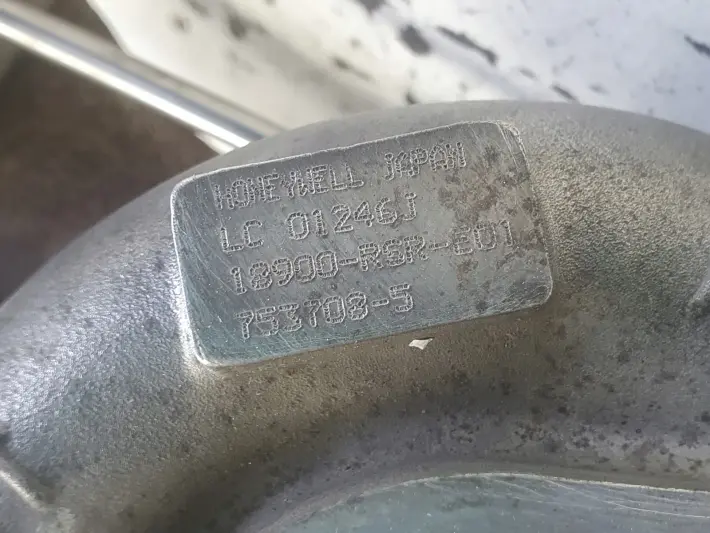 HONEYWELL JAPAN
LC 01246J
18900-RSR-E01
753708-5